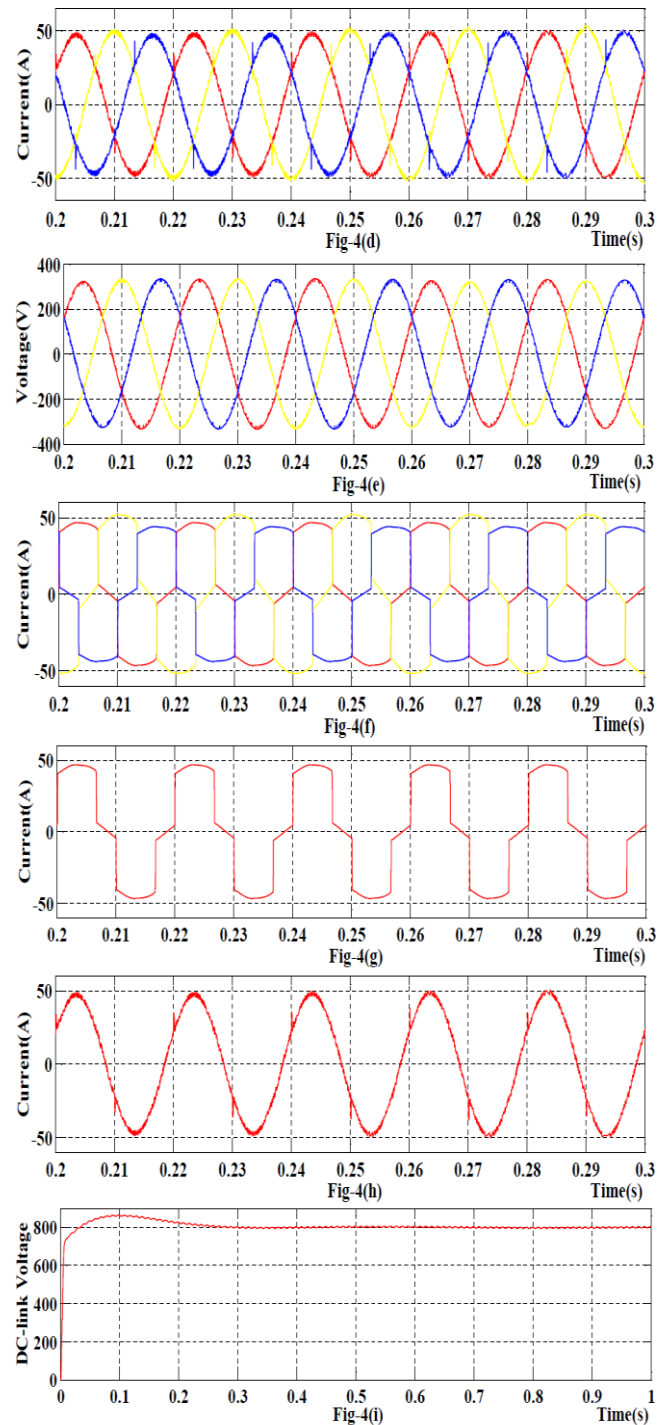 50
Current(A)
0
-50
0.2 0.21 0.22 0.23 0.24 0.25 0.26 0.27 0.28 0.29 0.3
Fig-4(d) Time(s)
400
Voltage(V)
200
0
-200
-400
0.2 0.21 0.22 0.23 0.24 0.25 0.26 0.27 0.28 0.29 0.3
Fig-4(e) Time(s)
50
Current(A)
0
-50
0.2 0.21 0.22 0.23 0.24 0.25 0.26 0.27 0.28 0.29 0.3
Fig-4(f) Time(s)
50
Current(A)
0
-50
0.2 0.21 0.22 0.23 0.24 0.25 0.26 0.27 0.28 0.29 0.3
Fig-4(g) Time(s)
50
Current(A)
0
-50
0.2 0.21 0.22 0.23 0.24 0.25 0.26 0.27 0.28 0.29 0.3
Fig-4(h) Time(s)
DC-link Voltage
800
600
400
200
0
0 0.1 0.2 0.3 0.4 0.5 0.6 0.7 0.8 0.9 1
Fig-4(i) Time(s)